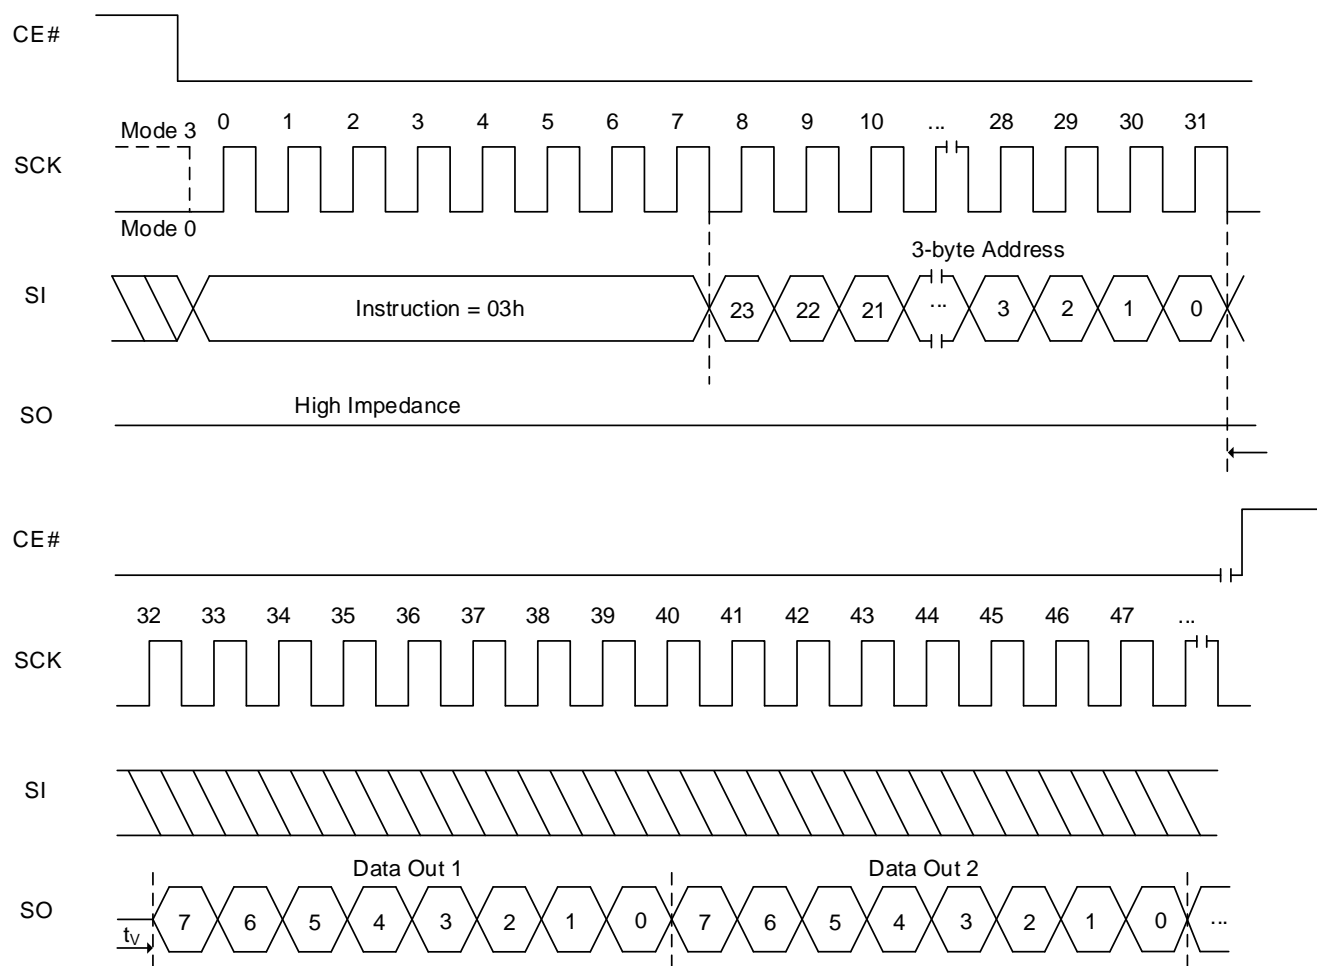 CE#
Mode 3 0 1 2 3 4 5 6 7 8 9 10 ... 28 29 30 31
SCK
Mode 0
3-byte Address
SI Instruction = 03h 23 22 21 ... 3 2 1 0
SO High Impedance
CE#
32 33 34 35 36 37 38 39 40 41 42 43 44 45 46 47 ...
SCK
SI
Data Out 1 Data Out 2
SO 7 6 5 4 3 2 1 0 7 6 5 4 3 2 1 0 ...
tV